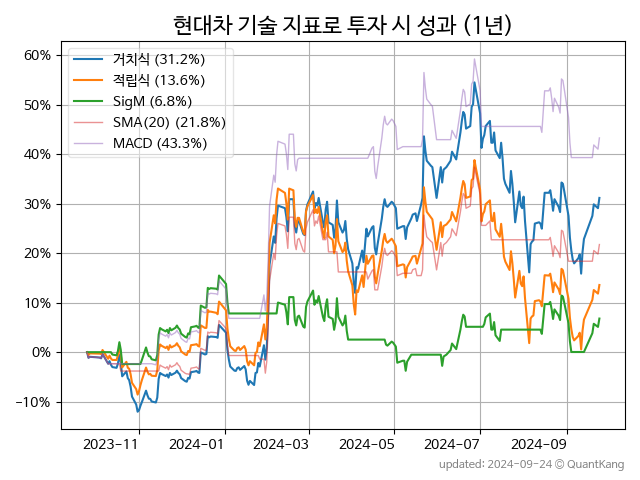 현대차 기술 지표로 투자 시 성과 (1년)
거치식 (31.2%)
적립식 (13.6%)
SigM (6.8%)
SMA(20) (21.8%)
MACD (43.3%)
60%
50%
40%
30%
20%
10%
0%
−10%
2023-11
2024-01
2024-03
2024-05
2024-07
2024-09
updated: 2024-09-24 @ QuantKang